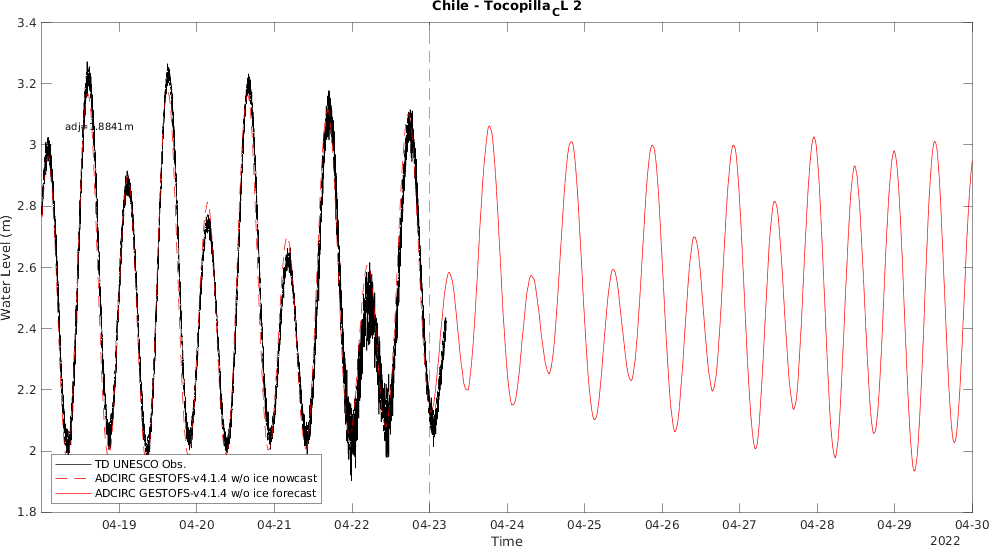 Chile - Tocopilla_CL 2
3.4
3.2
3
2.8
2.6
2.4
2.2
2
1.8
Water Level (m)
adj=1.8841m
TD UNESCO Obs.
ADCIRC GESTOFS-v4.1.4 w/o ice nowcast
ADCIRC GESTOFS-v4.1.4 w/o ice forecast
04-19 04-20 04-21 04-22 04-23 04-24 04-25 04-26 04-27 04-28 04-29 04-30
Time
2022